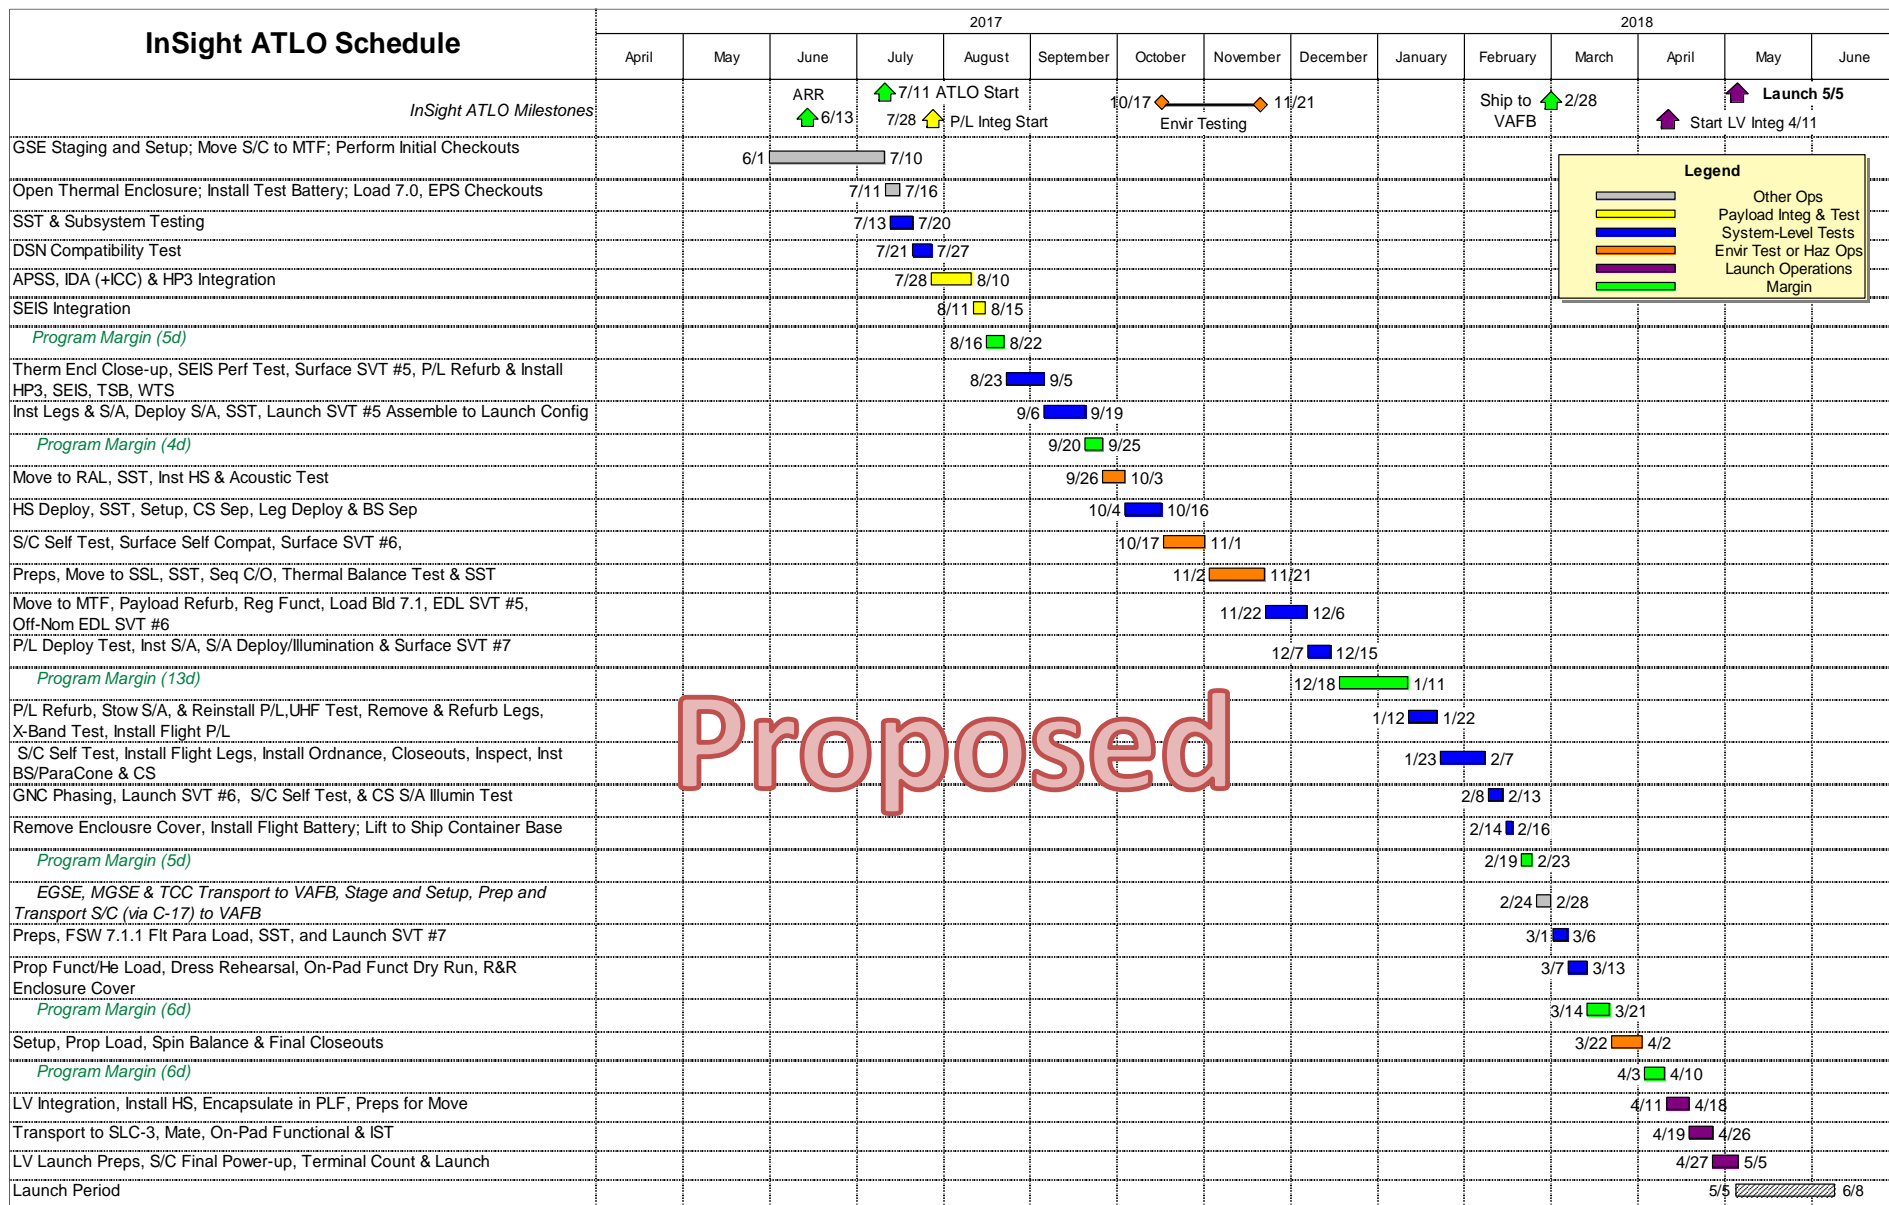 InSight ATLO Schedule
2017
2018
April
May
June
July
August
September
October
November
December
January
February
March
April
May
June
InSight ATLO Milestones
ARR
6/13
7/11 ATLO Start
7/28
P/L Integ Start
10/17
11/21
Envir Testing
Ship to
VAFB
2/28
Launch 5/5
Start LV Integ 4/11
GSE Staging and Setup; Move S/C to MTF; Perform Initial Checkouts
6/1
7/10
Legend
Other Ops
Payload Integ & Test
System-Level Tests
Envir Test or Haz Ops
Launch Operations
Margin
Open Thermal Enclosure; Install Test Battery; Load 7.0, EPS Checkouts
7/11
7/16
SST & Subsystem Testing
7/13
7/20
DSN Compatibility Test
7/21
7/27
APSS, IDA (+ICC) & HP3 Integration
7/28
8/10
SEIS Integration
8/11
8/15
Program Margin (5d)
8/16
8/22
Therm Encl Close-up, SEIS Perf Test, Surface SVT #5, P/L Refurb & Install
HP3, SEIS, TSB, WTS
8/23
9/5
Inst Legs & S/A, Deploy S/A, SST, Launch SVT #5 Assemble to Launch Config
9/6
9/19
Program Margin (4d)
9/20
9/25
Move to RAL, SST, Inst HS & Acoustic Test
9/26
10/3
HS Deploy, SST, Setup, CS Sep, Leg Deploy & BS Sep
10/4
10/16
S/C Self Test, Surface Self Compat, Surface SVT #6,
10/17
11/1
Preps, Move to SSL, SST, Seq C/O, Thermal Balance Test & SST
11/2
11/21
Move to MTF, Payload Refurb, Reg Funct, Load Bld 7.1, EDL SVT #5,
Off-Nom EDL SVT #6
11/22
12/6
P/L Deploy Test, Inst S/A, S/A Deploy/Illumination & Surface SVT #7
12/7
12/15
Program Margin (13d)
12/18
1/11
Proposed
P/L Refurb, Stow S/A, & Reinstall P/L,UHF Test, Remove & Refurb Legs,
X-Band Test, Install Flight P/L
1/12
1/22
S/C Self Test, Install Flight Legs, Install Ordnance, Closeouts, Inspect, Inst
BS/ParaCone & CS
1/23
2/7
GNC Phasing, Launch SVT #6, S/C Self Test, & CS S/A Illumin Test
2/8
2/13
Remove Enclousre Cover, Install Flight Battery; Lift to Ship Container Base
2/14
2/16
Program Margin (5d)
2/19
2/23
EGSE, MGSE & TCC Transport to VAFB, Stage and Setup, Prep and
Transport S/C (via C-17) to VAFB
2/24
2/28
Preps, FSW 7.1.1 Flt Para Load, SST, and Launch SVT #7
3/1
3/6
Prop Funct/He Load, Dress Rehearsal, On-Pad Funct Dry Run, R&R
Enclosure Cover
3/7
3/13
Program Margin (6d)
3/14
3/21
Setup, Prop Load, Spin Balance & Final Closeouts
3/22
4/2
Program Margin (6d)
4/3
4/10
LV Integration, Install HS, Encapsulate in PLF, Preps for Move
4/11
4/18
Transport to SLC-3, Mate, On-Pad Functional & IST
4/19
4/26
LV Launch Preps, S/C Final Power-up, Terminal Count & Launch
4/27
5/5
Launch Period
5/5
6/8